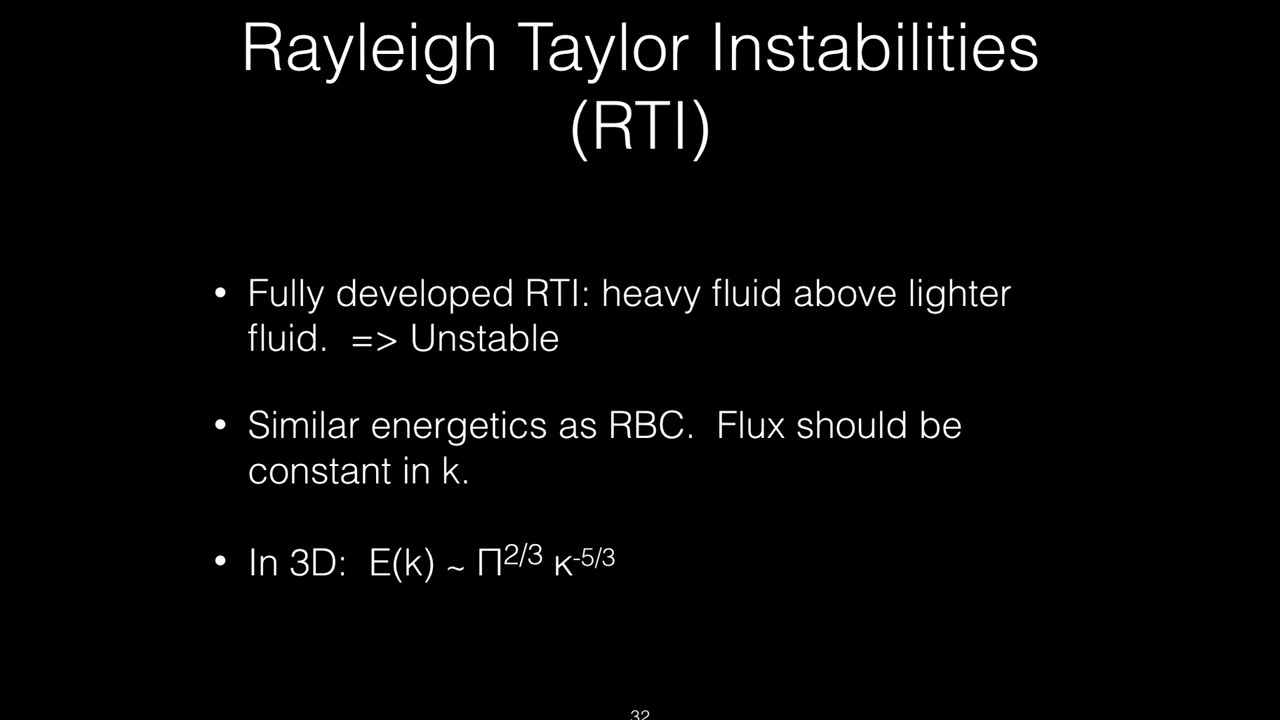 Rayleigh Taylor Instabilities
(RTI)
• Fully developed RTI: heavy fluid above lighter
fluid. => Unstable
• Similar energetics as RBC. Flux should be
constant in k.
• In 3D: E(k) ~ Π²/³ κ⁻⁵/³
32